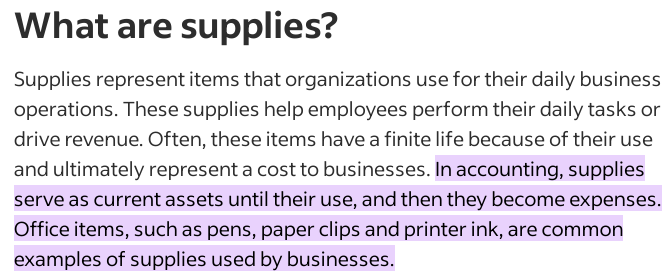 What are supplies?
Supplies represent items that organizations use for their daily business
operations. These supplies help employees perform their daily tasks or
drive revenue. Often, these items have a finite life because of their use
and ultimately represent a cost to businesses. In accounting, supplies
serve as current assets until their use, and then they become expenses.
Office items, such as pens, paper clips and printer ink, are common
examples of supplies used by businesses.